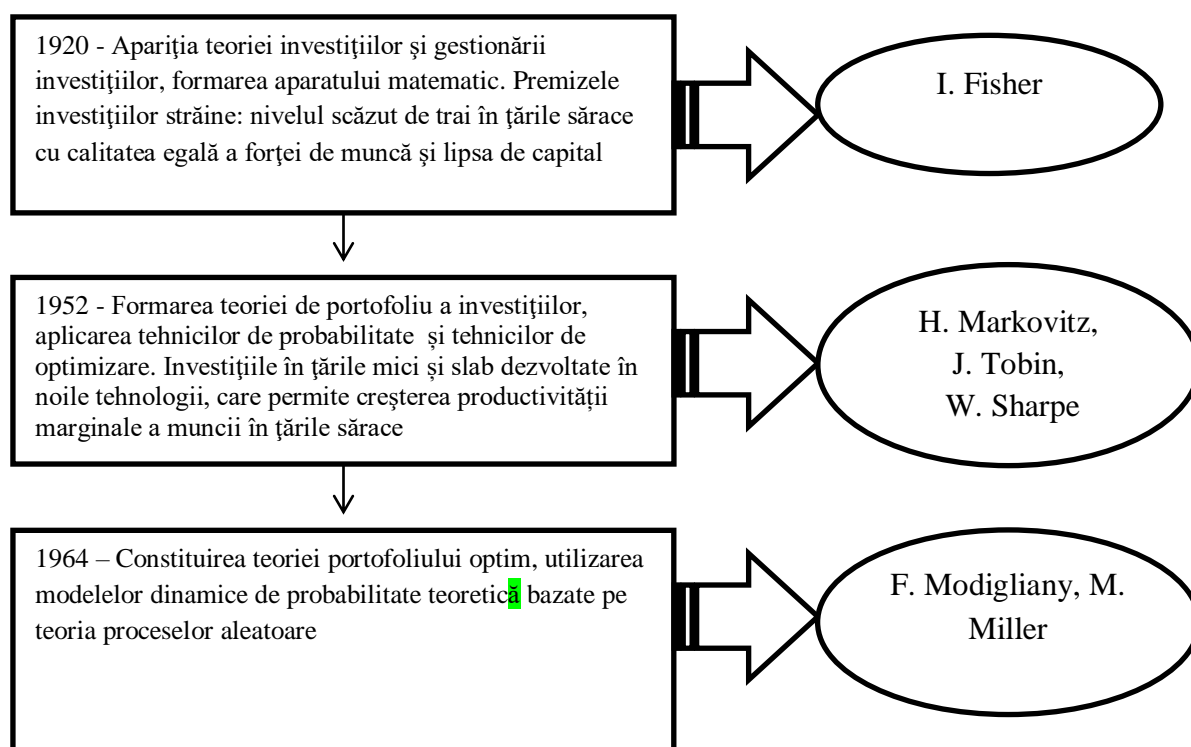 1920 - Apariţia teoriei investiţiilor şi gestionării
investiţiilor, formarea aparatului matematic. Premizele
investiţiilor străine: nivelul scăzut de trai în ţările sărace
cu calitatea egală a forţei de muncă şi lipsa de capital
I. Fisher
1952 - Formarea teoriei de portofoliu a investiţiilor,
aplicarea tehnicilor de probabilitate și tehnicilor de
optimizare. Investiţiile în ţările mici și slab dezvoltate în
noile tehnologii, care permite creşterea productivității
marginale a muncii în ţările sărace
H. Markovitz,
J. Tobin,
W. Sharpe
1964 – Constituirea teoriei portofoliului optim, utilizarea
modelelor dinamice de probabilitate teoretică bazate pe
teoria proceselor aleatoare
F. Modigliany, M.
Miller